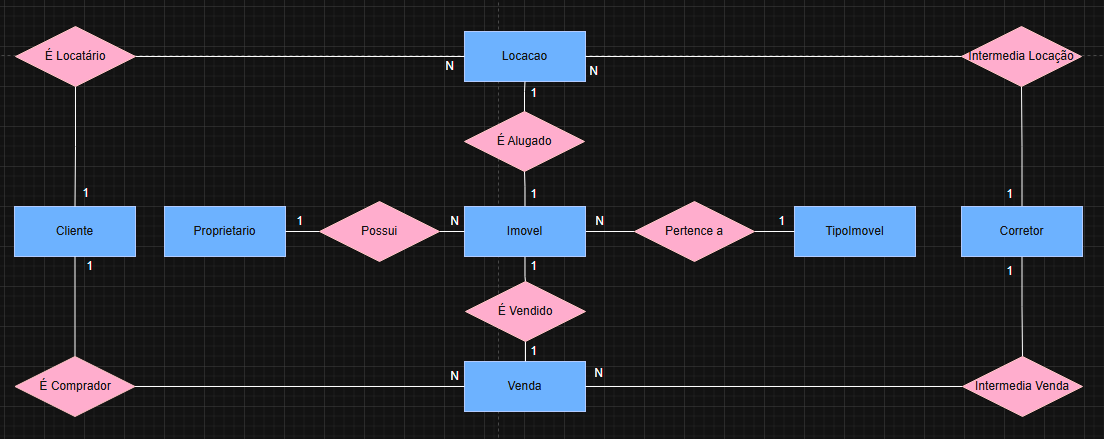 É Locatário
Locacao
Intermedia Locação
N
N
1
É Alugado
1
1
1
Cliente
Proprietario
1
Possui
N
Imovel
N
Pertence a
1
TipoImovel
Corretor
1
1
1
É Vendido
1
É Comprador
N
Venda
N
Intermedia Venda